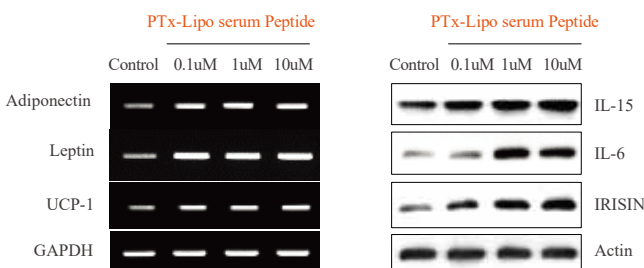 PTx-Lipo serum Peptide
Control 0.1uM 1uM 10uM
Adiponectin
Leptin
UCP-1
GAPDH
PTx-Lipo serum Peptide
Control 0.1uM 1uM 10uM
IL-15
IL-6
IRISIN
Actin